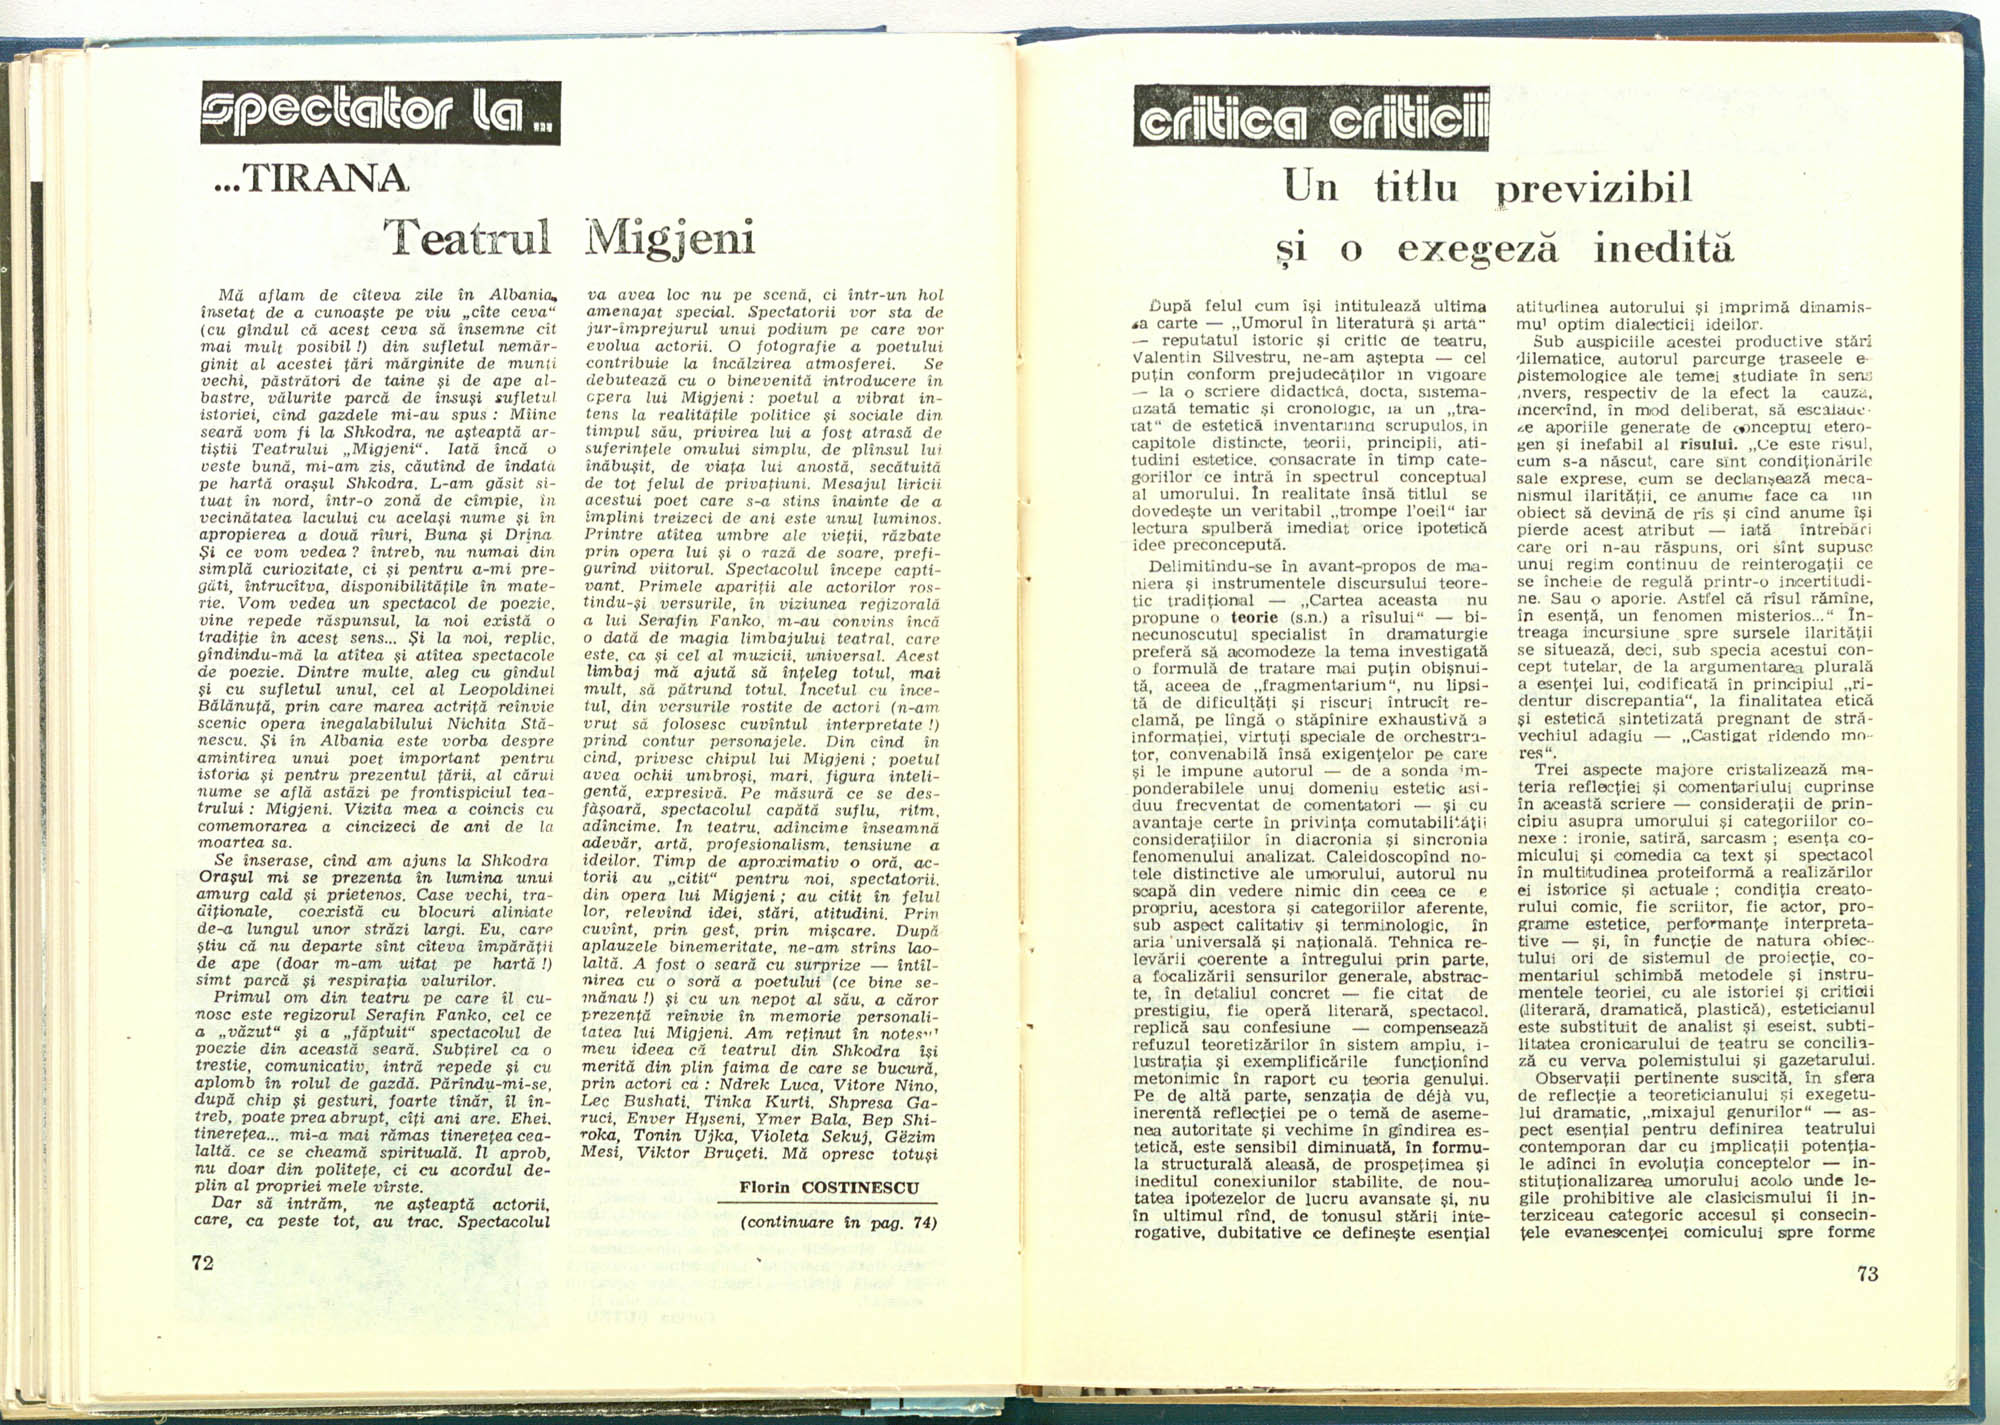 spectator la...
...TIRANA
Teatrul Migjeni
Mă aflam de cîteva zile în Albania,
însetat de a cunoaște pe viu „cîte ceva“
(cu gîndul că acest ceva să însemne cît
mai mult posibil !) din sufletul nemăr-
ginit al acestei țări mărginite de munți
vechi, păstrători de taine și de ape al-
bastre, vălurite parcă de însuși sufletul
istoriei, cînd gazdele mi-au spus : Mîine
seară vom fi la Shkodra, ne așteaptă ar-
tiștii Teatrului „Migjeni“. Iată încă o
veste bună, mi-am zis, căutînd de îndată
pe hartă orașul Shkodra. L-am găsit si-
tuat în nord, într-o zonă de cîmpie, în
vecinătatea lacului cu același nume și în
apropierea a două rîuri, Buna și Drina
Și ce vom vedea ? întreb, nu numai din
simplă curiozitate, ci și pentru a-mi pre-
găti, întrucîtva, disponibilitățile în mate-
rie. Vom vedea un spectacol de poezie,
vine repede răspunsul, la noi există o
tradiție în acest sens... Și la noi, replic,
gîndindu-mă la atîtea și atîtea spectacole
de poezie. Dintre multe, aleg cu gîndul
și cu sufletul unul, cel al Leopoldinei
Bălănuță, prin care marea actriță reînvie
scenic opera inegalabilului Nichita Stă-
nescu. Și în Albania este vorba despre
amintirea unui poet important pentru
istoria și pentru prezentul țării, al cărui
nume se află astăzi pe frontispiciul tea-
trului : Migjeni. Vizita mea a coincis cu
comemorarea a cincizeci de ani de la
moartea sa.
Se înserase, cînd am ajuns la Shkodra
Orașul mi se prezenta în lumina unui
amurg cald și prietenos. Case vechi, tra-
diționale, coexistă cu blocuri aliniate
de-a lungul unor străzi largi. Eu, care
știu că nu departe sînt cîteva împărății
de ape (doar m-am uitat pe hartă !)
simt parcă și respirația valurilor.
Primul om din teatru pe care îl cu-
nosc este regizorul Serafin Fanko, cel ce
a „văzut“ și a „făptuit“ spectacolul de
poezie din această seară. Subțirel ca o
trestie, comunicativ, intră repede și cu
aplomb în rolul de gazdă. Părîndu-mi-se,
după chip și gesturi, foarte tînăr, îl în-
treb, poate prea abrupt, cîți ani are. Ehei,
tinerețea... mi-a mai rămas tinerețea cea-
laltă, ce se cheamă spirituală. Îl aprob,
nu doar din politețe, ci cu acordul de-
plin al propriei mele vîrste.
Dar să intrăm, ne așteaptă actorii,
care, ca peste tot, au trac. Spectacolul
va avea loc nu pe scenă, ci într-un hol
amenajat special. Spectatorii vor sta de
jur-împrejurul unui podium pe care vor
evolua actorii. O fotografie a poetului
contribuie la încălzirea atmosferei. Se
debutează cu o binevenită introducere în
opera lui Migjeni : poetul a vibrat in-
tens la realitățile politice și sociale din
timpul său, privirea lui a fost atrasă de
suferințele omului simplu, de plînsul lui
înăbușit, de viața lui anostă, secătuită
de tot felul de privațiuni. Mesajul liricii
acestui poet care s-a stins înainte de a
împlini treizeci de ani este unul luminos.
Printre atîtea umbre ale vieții, răzbate
prin opera lui și o rază de soare, prefi-
gurînd viitorul. Spectacolul începe capti-
vant. Primele apariții ale actorilor ros-
tindu-și versurile, în viziunea regizorală
a lui Serafin Fanko, m-au convins încă
o dată de magia limbajului teatral, care
este, ca și cel al muzicii, universal. Acest
limbaj mă ajută să înțeleg totul, mai
mult, să pătrund totul. Încetul cu înce-
tul, din versurile rostite de actori (n-am
vrut să folosesc cuvîntul interpretate !)
prind contur personajele. Din cînd în
cînd, privesc chipul lui Migjeni ; poetul
avea ochii umbroși, mari, figura inteli-
gentă, expresivă. Pe măsură ce se des-
fășoară, spectacolul capătă suflu, ritm,
adîncime. În teatru, adîncime înseamnă
adevăr, artă, profesionalism, tensiune a
ideilor. Timp de aproximativ o oră, ac-
torii au „citit“ pentru noi, spectatorii,
din opera lui Migjeni ; au citit în felul
lor, relevînd idei, stări, atitudini. Prin
cuvînt, prin gest, prin mișcare. După
aplauzele binemeritate, ne-am strîns lao-
laltă. A fost o seară cu surprize — întîl-
nirea cu o soră a poetului (ce bine se-
mănau !) și cu un nepot al său, a căror
prezență reînvie în memorie personali-
tatea lui Migjeni. Am reținut în notesul
meu ideea că teatrul din Shkodra își
merită din plin faima de care se bucură,
prin actori ca : Ndrek Luca, Vitore Nino,
Lec Bushati, Tinka Kurti, Shpresa Ga-
ruci, Enver Hyseni, Ymer Bala, Bep Shi-
roka, Tonin Ujka, Violeta Sekuj, Gëzim
Mesi, Viktor Bruçeti. Mă opresc totuși
Florin COSTINESCU
(continuare în pag. 74)
72
critica criticii
Un titlu previzibil
și o exegeză inedită
După felul cum își intitulează ultima
sa carte — „Umorul în literatură și artă“
— reputatul istoric și critic de teatru,
Valentin Silvestru, ne-am aștepta — cel
puțin conform prejudecăților în vigoare
— la o scriere didactică, doctă, sistema-
tizată tematic și cronologic, la un „tra-
tat“ de estetică inventariind scrupulos, în
capitole distincte, teorii, principii, ati-
tudini estetice, consacrate în timp cate-
goriilor ce intră în spectrul conceptual
al umorului. În realitate însă titlul se
dovedește un veritabil „trompe l'oeil“ iar
lectura spulberă imediat orice ipotetică
idee preconcepută.
Delimitîndu-se în avant-propos de ma-
niera și instrumentele discursului teore-
tic tradițional — „Cartea aceasta nu
propune o teorie (s.n.) a risului“ — bi-
necunoscutul specialist în dramaturgie
preferă să acomodeze la tema investigată
o formulă de tratare mai puțin obișnui-
tă, aceea de „fragmentarium“, nu lipsi-
tă de dificultăți și riscuri întrucît re-
clamă, pe lîngă o stăpînire exhaustivă a
informației, virtuți speciale de orchestra-
tor, convenabilă însă exigențelor pe care
și le impune autorul — de a sonda im-
ponderabilele unui domeniu estetic asi-
duu frecventat de comentatori — și cu
avantaje certe în privința comutabilității
considerațiilor în diacronia și sincronia
fenomenului analizat. Caleidoscopînd no-
tele distinctive ale umorului, autorul nu
scapă din vedere nimic din ceea ce e
propriu, acestora și categoriilor aferente,
sub aspect calitativ și terminologic, în
aria universală și națională. Tehnica re-
levării coerente a întregului prin parte,
a focalizării sensurilor generale, abstrac-
te, în detaliul concret — fie citat de
prestigiu, fie operă literară, spectacol,
replică sau confesiune — compensează
refuzul teoretizărilor în sistem amplu, i-
lustrația și exemplificările funcționînd
metonimic în raport cu teoria genului.
Pe de altă parte, senzația de déjà vu,
inerentă reflecției pe o temă de aseme-
nea autoritate și vechime în gîndirea es-
tetică, este sensibil diminuată, în formu-
la structurală aleasă, de prospețimea și
ineditul conexiunilor stabilite, de nou-
tatea ipotezelor de lucru avansate și, nu
în ultimul rînd, de tonusul stării inte-
rogative, dubitative ce definește esențial
atitudinea autorului și imprimă dinamis-
mul optim dialecticii ideilor.
Sub auspiciile acestei productive stări
dilematice, autorul parcurge traseele e-
pistemologice ale temei studiate în sens
invers, respectiv de la efect la cauză,
încercînd, în mod deliberat, să escalade-
ze aporiile generate de conceptul etero-
gen și inefabil al rîsului. „Ce este rîsul,
cum s-a născut, care sînt condiționările
sale exprese, cum se declanșează meca-
nismul ilarității, ce anume face ca un
obiect să devină de rîs și cînd anume își
pierde acest atribut — iată întrebări
care ori n-au răspuns, ori sînt supuse
unui regim continuu de reinterogații ce
se încheie de regulă printr-o incertitudi-
ne. Sau o aporie. Astfel că rîsul rămîne,
în esență, un fenomen misterios...“ În-
treaga incursiune spre sursele ilarității
se situează, deci, sub specia acestui con-
cept tutelar, de la argumentarea plurală
a esenței lui, codificată în principiul „ri-
dentur discrepantia“, la finalitatea etică
și estetică sintetizată pregnant de stră-
vechiul adagiu — „Castigat ridendo mo-
res“.
Trei aspecte majore cristalizează ma-
teria reflecției și comentariului cuprinse
în această scriere — considerații de prin-
cipiu asupra umorului și categoriilor co-
nexe : ironie, satiră, sarcasm ; esența co-
micului și comedia ca text și spectacol
în multitudinea proteiformă a realizărilor
ei istorice și actuale ; condiția creato-
rului comic, fie scriitor, fie actor, pro-
grame estetice, performanțe interpreta-
tive — și, în funcție de natura obiec-
tului ori de sistemul de proiecție, co-
mentariul schimbă metodele și instru-
mentele teoriei, cu ale istoriei și criticii
(literară, dramatică, plastică), esteticianul
este substituit de analist și eseist, subti-
litatea cronicarului de teatru se concilia-
ză cu verva polemistului și gazetarului.
Observații pertinente suscită, în sfera
de reflecție a teoreticianului și exegetu-
lui dramatic, „mixajul genurilor“ — as-
pect esențial pentru definirea teatrului
contemporan dar cu implicații potenția-
le adînci în evoluția conceptelor — in-
stituționalizarea umorului acolo unde le-
gile prohibitive ale clasicismului îi in-
terziceau categoric accesul și consecin-
țele evanescenței comicului spre forme
73